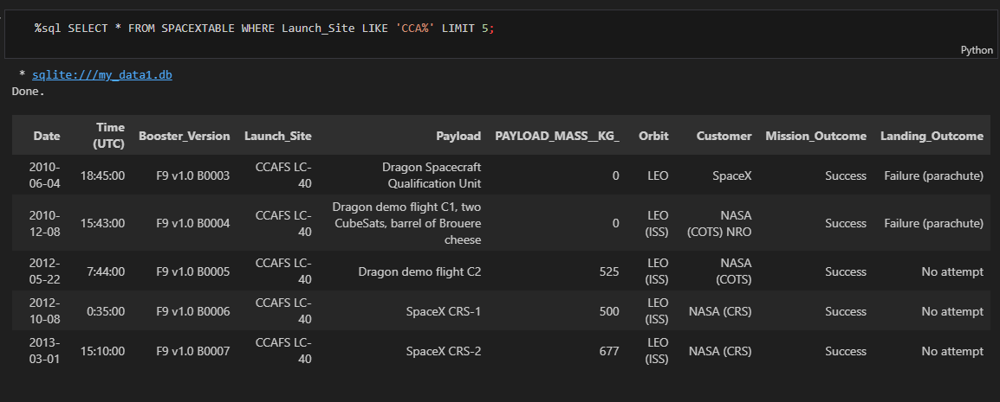 %sql SELECT * FROM SPACEXTABLE WHERE Launch_Site LIKE 'CCA%' LIMIT 5;
Python
* sqlite:///my_data1.db
Done.
Date Time (UTC) Booster_Version Launch_Site Payload PAYLOAD_MASS__KG_ Orbit Customer Mission_Outcome Landing_Outcome
2010-06-04 18:45:00 F9 v1.0 B0003 CCAFS LC-40 Dragon Spacecraft Qualification Unit 0 LEO SpaceX Success Failure (parachute)
2010-12-08 15:43:00 F9 v1.0 B0004 CCAFS LC-40 Dragon demo flight C1, two CubeSats, barrel of Brouere cheese 0 LEO (ISS) NASA (COTS) NRO Success Failure (parachute)
2012-05-22 7:44:00 F9 v1.0 B0005 CCAFS LC-40 Dragon demo flight C2 525 LEO (ISS) NASA (COTS) Success No attempt
2012-10-08 0:35:00 F9 v1.0 B0006 CCAFS LC-40 SpaceX CRS-1 500 LEO (ISS) NASA (CRS) Success No attempt
2013-03-01 15:10:00 F9 v1.0 B0007 CCAFS LC-40 SpaceX CRS-2 677 LEO (ISS) NASA (CRS) Success No attempt